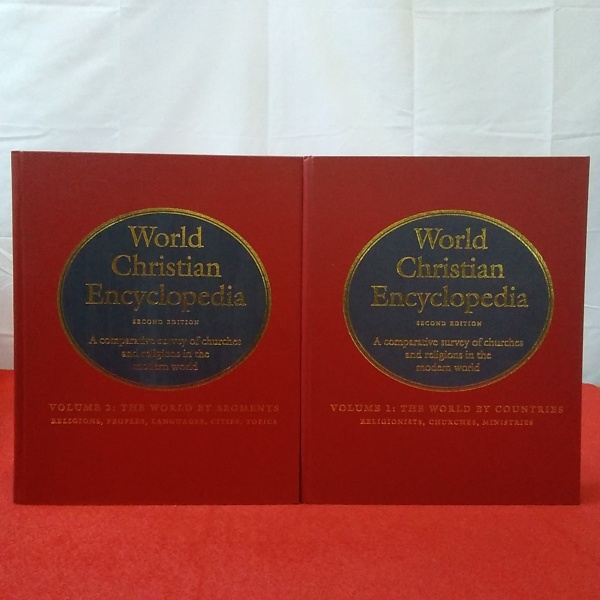 World
Christian
Encyclopedia
SECOND EDITION
A comparative survey of churches
and religions in the
modern world
VOLUME 2: THE WORLD BY SEGMENTS
RELIGIONS, PEOPLES, LANGUAGES, CITIES, TOPICS
World
Christian
Encyclopedia
SECOND EDITION
A comparative survey of churches
and religions in the
modern world
VOLUME 1: THE WORLD BY COUNTRIES
RELIGIONISTS, CHURCHES, MINISTRIES